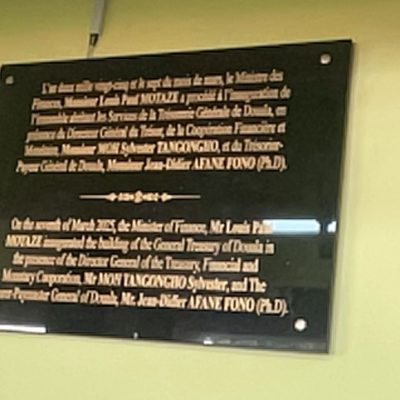 L'an deux mille vingt-cinq et le sept du mois de mars, le Ministre des
Finances, Monsieur Louis Paul MOTAZE a procédé à l'inauguration de
l'immeuble abritant les Services de la Trésorerie Générale de Douala, en
présence du Directeur Général du Trésor, de la Coopération Financière et
Monétaire, Monsieur MOH Sylvester TANGONGHO, et du Trésorier-
Payeur Général de Douala, Monsieur Jean-Didier AFANE FONO (Ph.D).
On the seventh of March 2025, the Minister of Finance, Mr Louis Paul
MOTAZE inaugurated the building of the General Treasury of Douala in
the presence of the Director General of the Treasury, Financial and
Monetary Cooperation, Mr MOH TANGONGHO Sylvester, and The
General of Douala, Mr. Jean-Didier AFANE FONO (Ph.D).